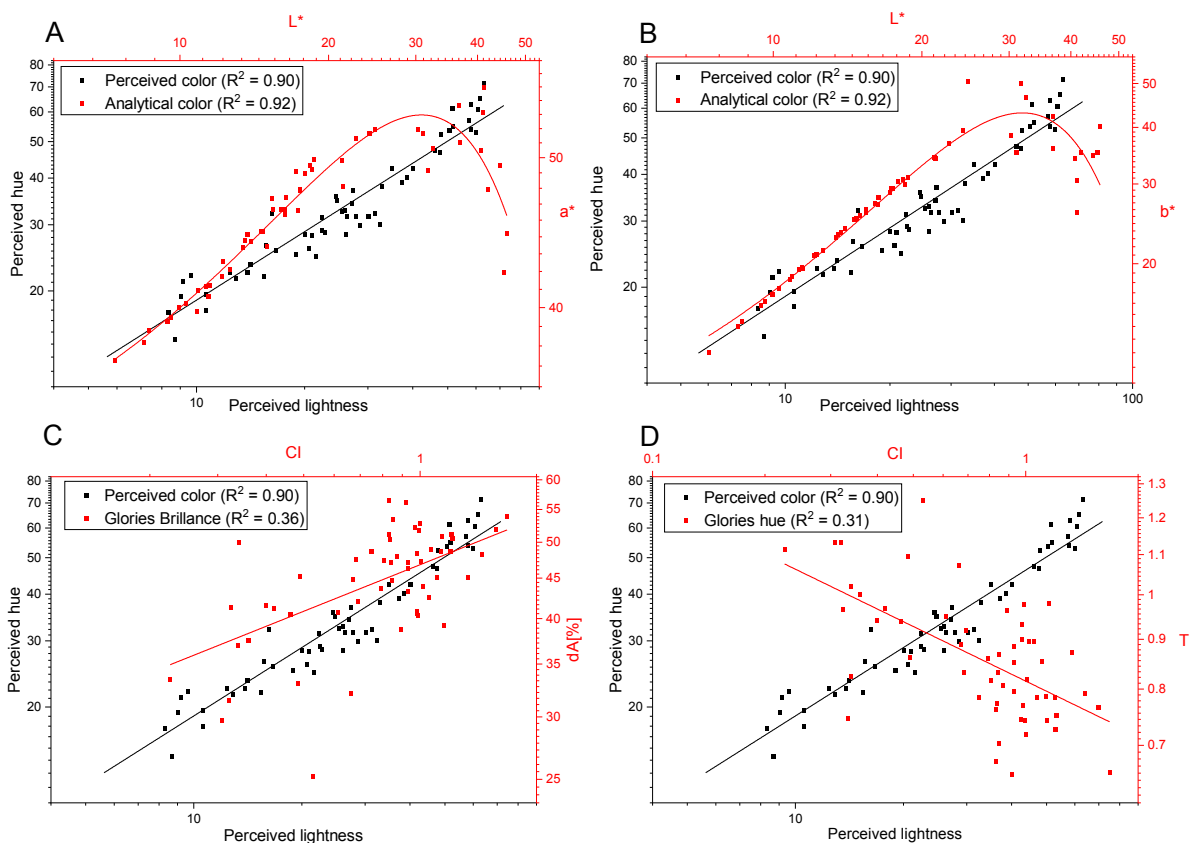 A
L*
10
20
30
40
50
80
70
60
50
40
30
20
Perceived hue
Perceived color (R² = 0.90)
Analytical color (R² = 0.92)
50
40
a*
10
Perceived lightness
B
L*
10
20
30
40
50
80
70
60
50
40
30
20
Perceived hue
Perceived color (R² = 0.90)
Analytical color (R² = 0.92)
50
40
30
20
b*
10
100
Perceived lightness
C
CI
1
80
70
60
50
40
30
20
Perceived hue
Perceived color (R² = 0.90)
Glories Brillance (R² = 0.36)
60
55
50
45
40
35
30
25
dA[%]
10
Perceived lightness
D
CI
0.1
1
80
70
60
50
40
30
20
Perceived hue
Perceived color (R² = 0.90)
Glories hue (R² = 0.31)
1.3
1.2
1.1
1
0.9
0.8
0.7
T
10
Perceived lightness